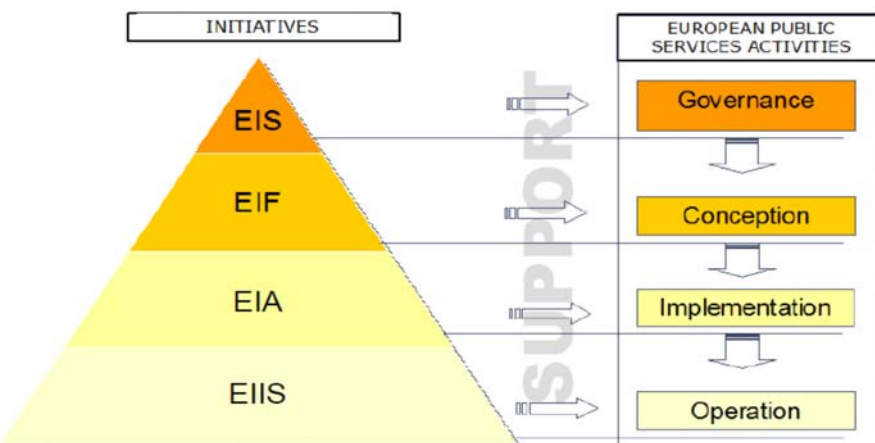 INITIATIVES
EUROPEAN PUBLIC
SERVICES ACTIVITIES
EIS
EIF
EIA
EIIS
SUPPORT
Governance
Conception
Implementation
Operation